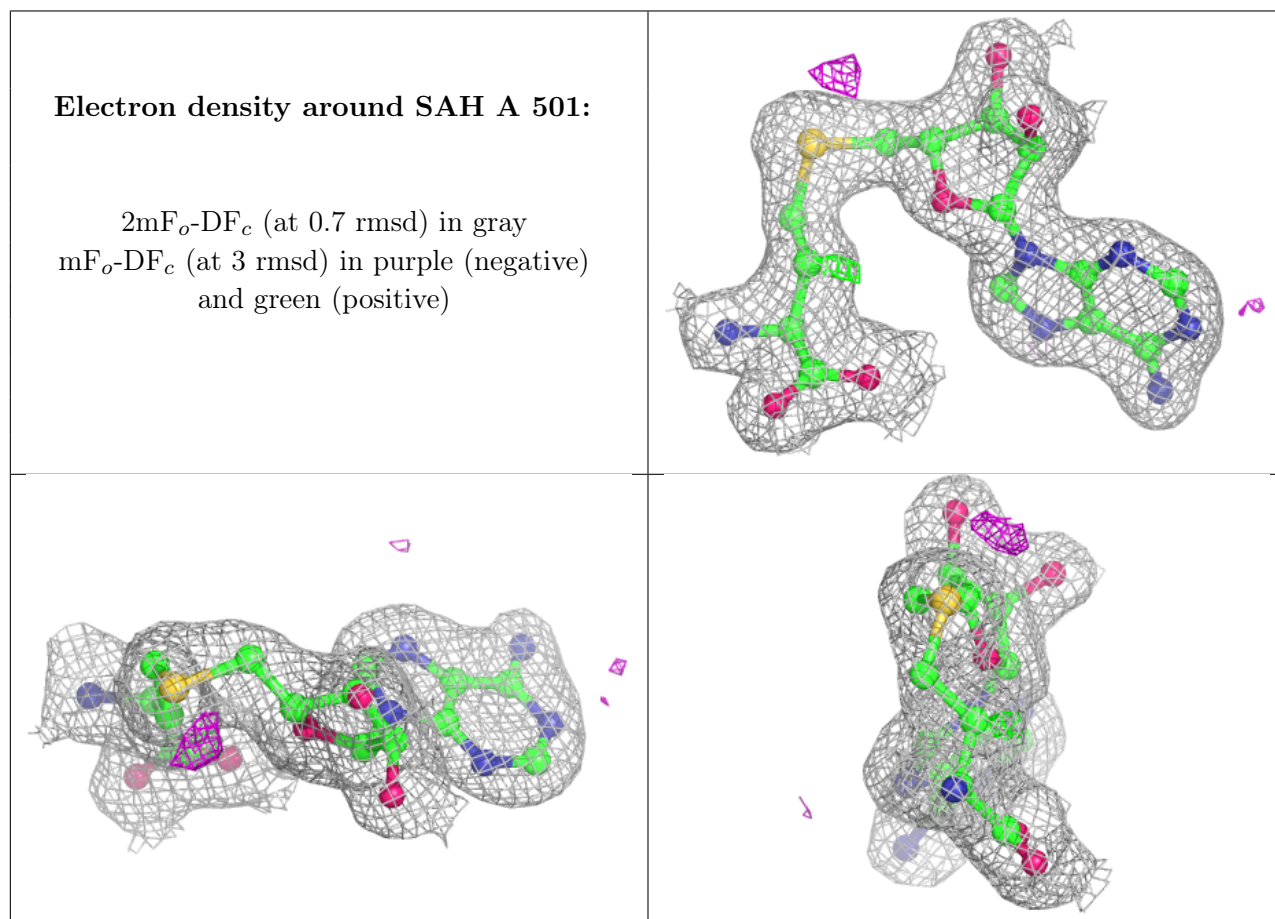 Electron density around SAH A 501:
2mFo-DFc (at 0.7 rmsd) in gray
mFo-DFc (at 3 rmsd) in purple (negative)
and green (positive)